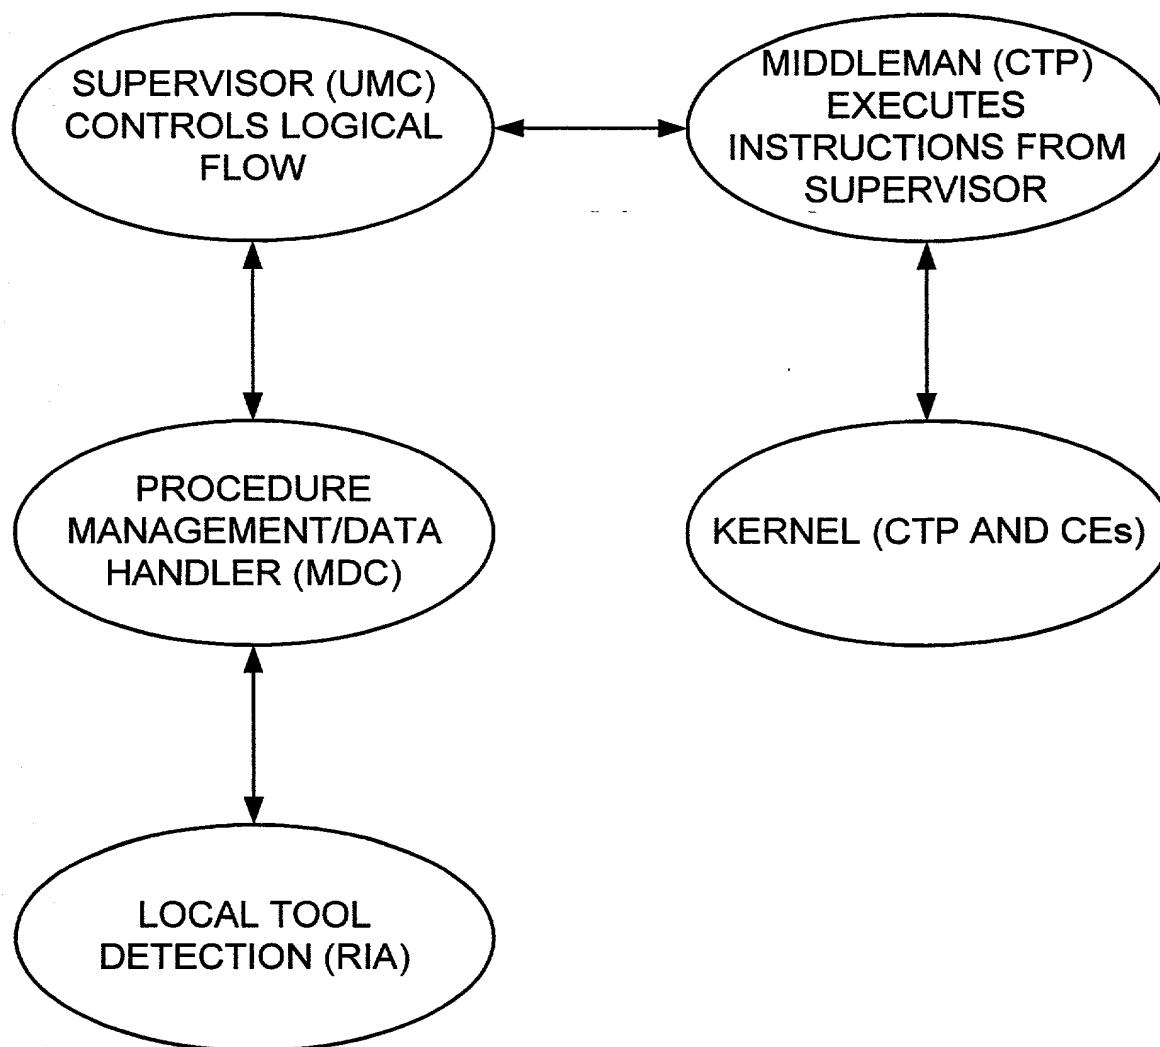 SUPERVISOR (UMC)
CONTROLS LOGICAL
FLOW
MIDDLEMAN (CTP)
EXECUTES
INSTRUCTIONS FROM
SUPERVISOR
PROCEDURE
MANAGEMENT/DATA
HANDLER (MDC)
KERNEL (CTP AND CEs)
LOCAL TOOL
DETECTION (RIA)